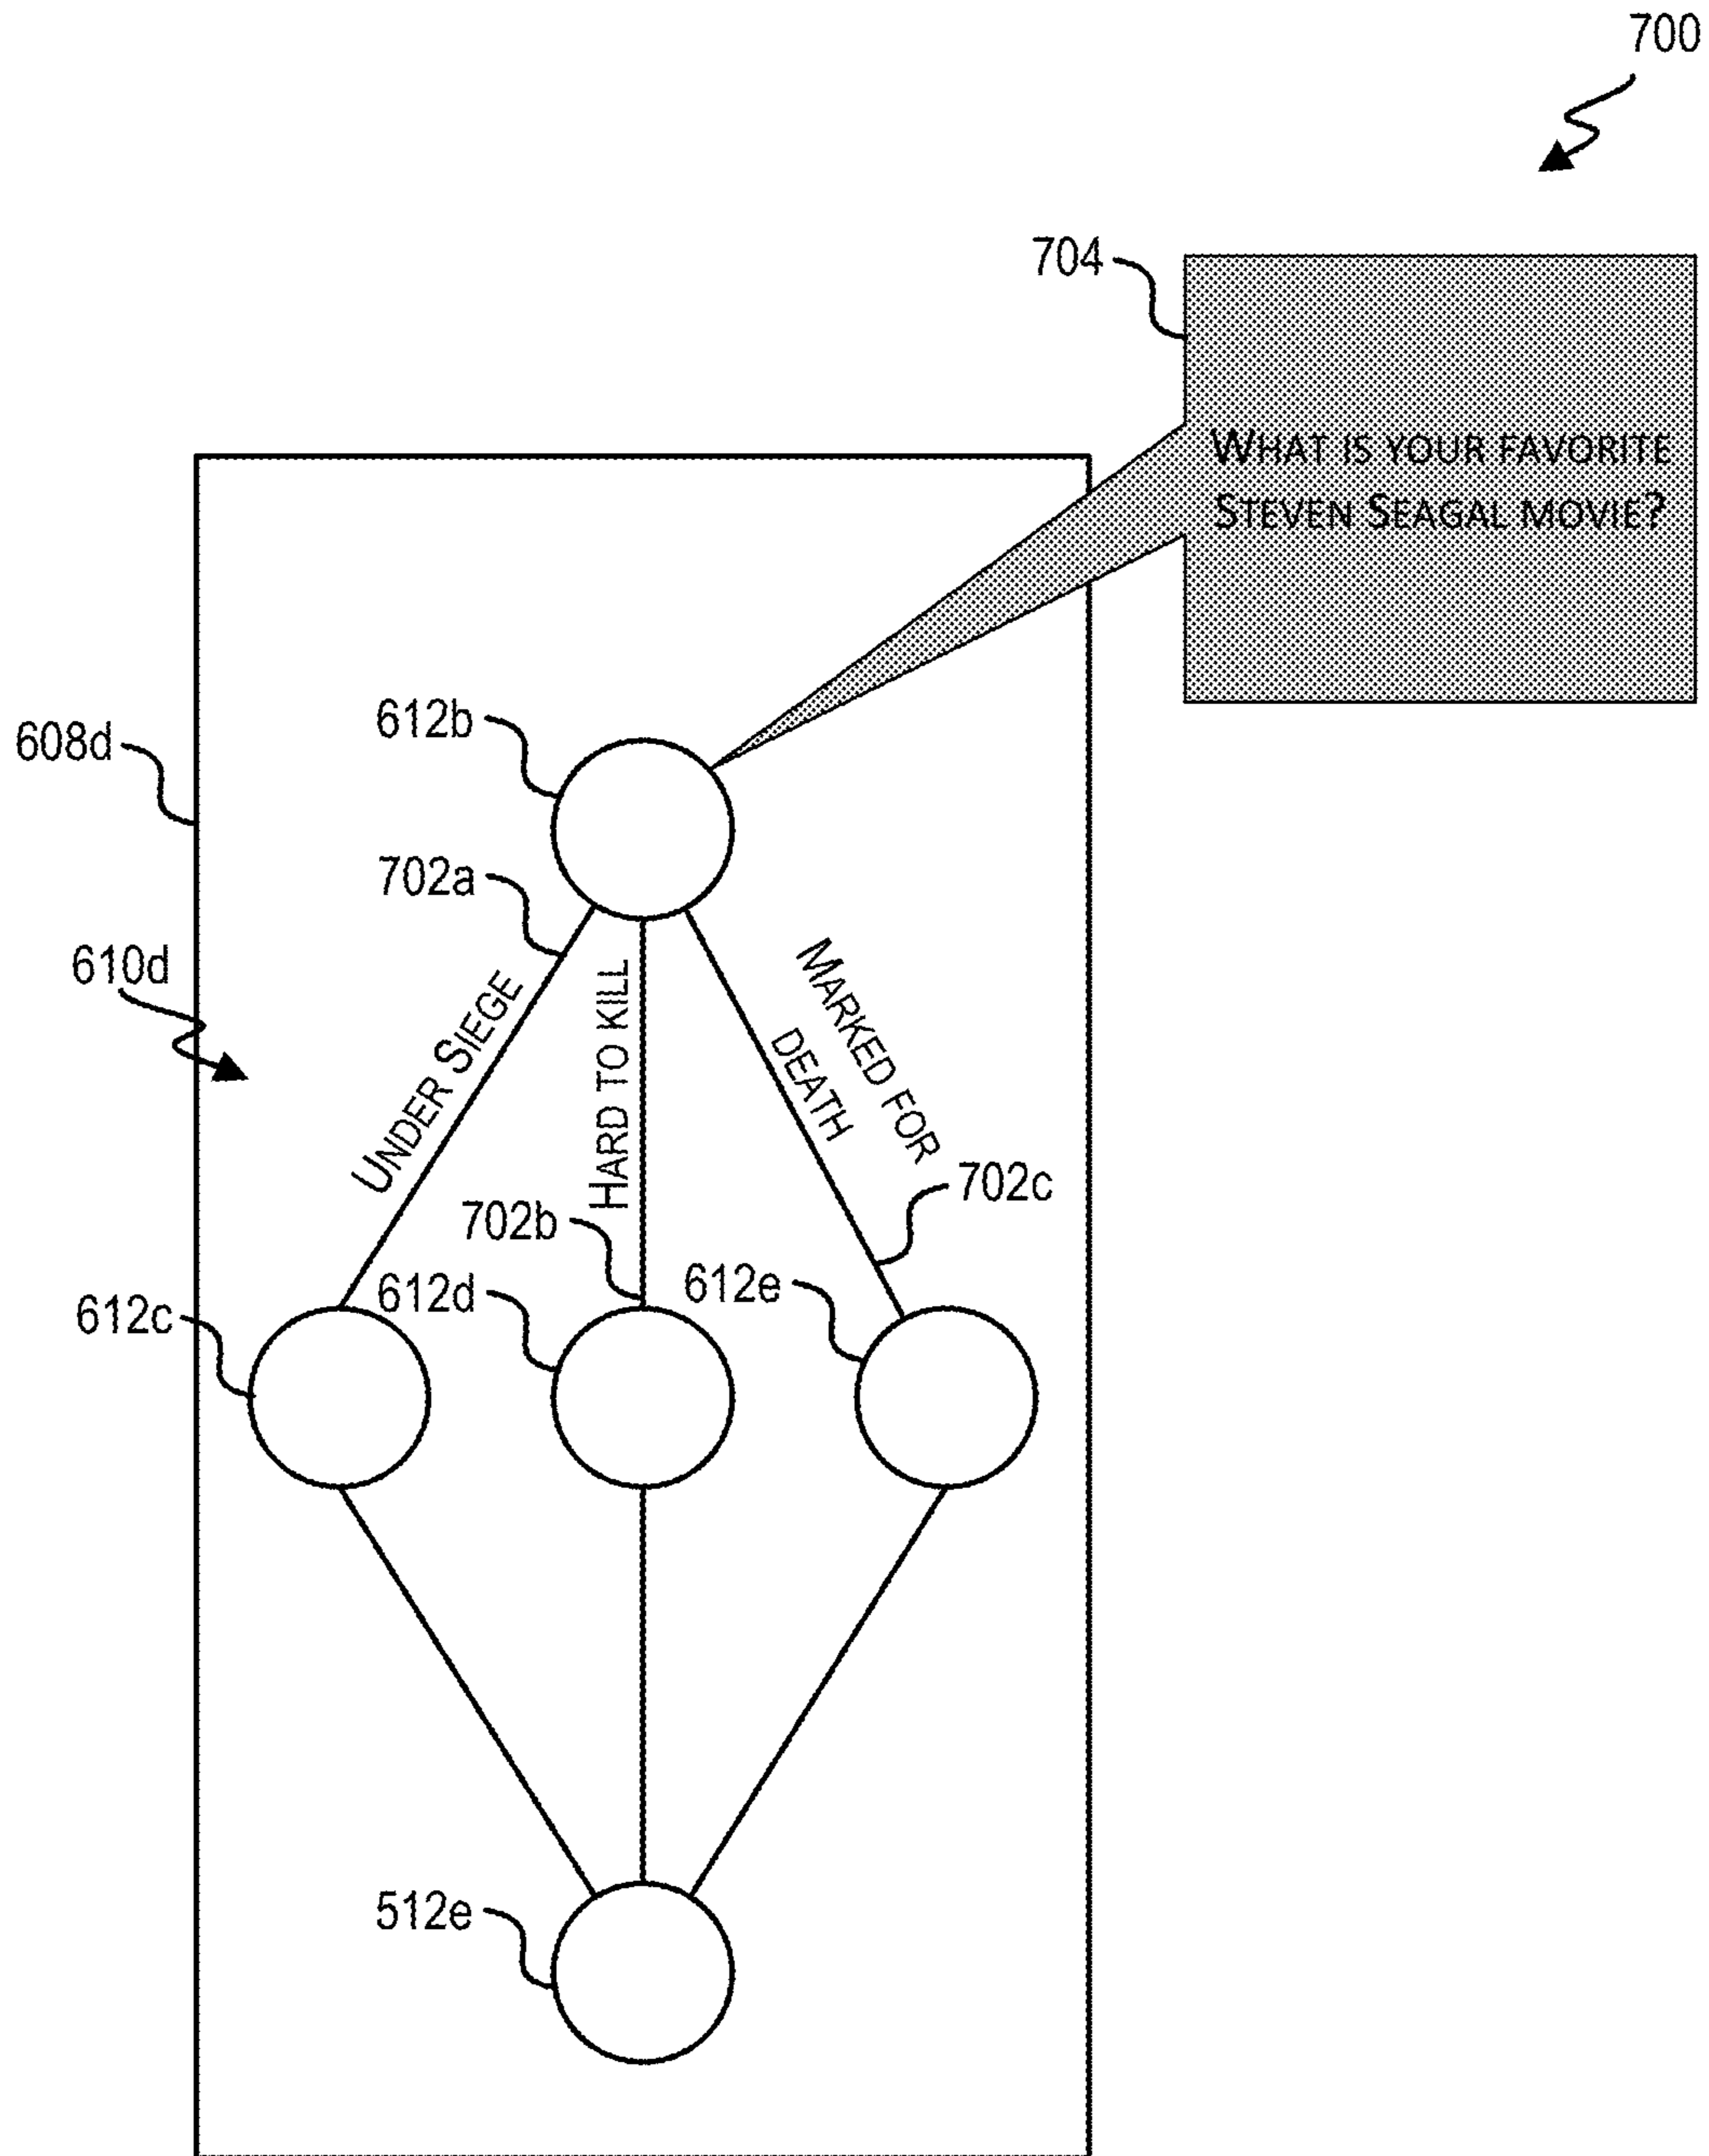 700
704
WHAT IS YOUR FAVORITE
STEVEN SEAGAL MOVIE?
612b
608d
702a
610d
UNDER SIEGE
HARD TO KILL
MARKED FOR
DEATH
702c
702b
612d
612e
612c
512e